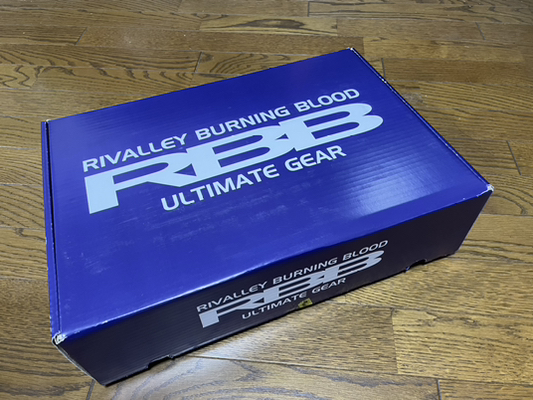 RIVALLEY BURNING BLOOD
RBB
ULTIMATE GEAR
RIVALLEY BURNING BLOOD
RBB
ULTIMATE GEAR